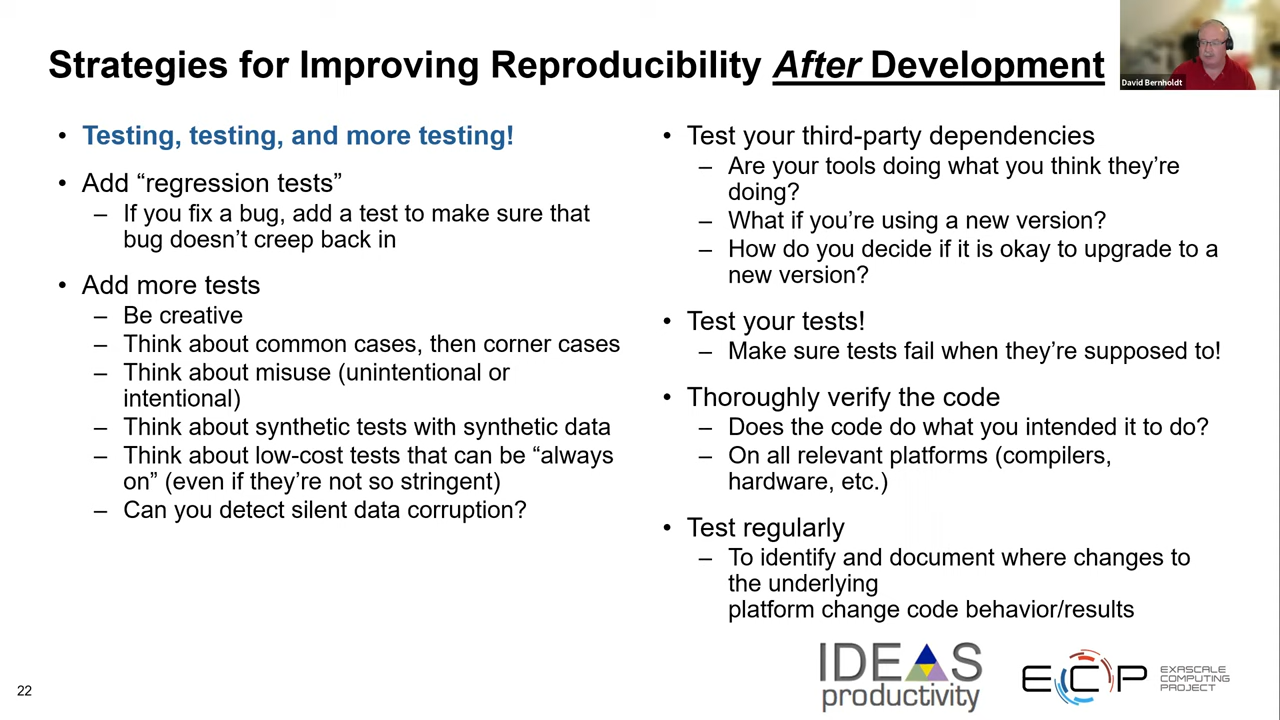 Strategies for Improving Reproducibility After Development
David Bernholdt
• Testing, testing, and more testing!
• Add “regression tests”
– If you fix a bug, add a test to make sure that
bug doesn’t creep back in
• Add more tests
– Be creative
– Think about common cases, then corner cases
– Think about misuse (unintentional or
intentional)
– Think about synthetic tests with synthetic data
– Think about low-cost tests that can be “always
on” (even if they’re not so stringent)
– Can you detect silent data corruption?
• Test your third-party dependencies
– Are your tools doing what you think they’re
doing?
– What if you’re using a new version?
– How do you decide if it is okay to upgrade to a
new version?
• Test your tests!
– Make sure tests fail when they’re supposed to!
• Thoroughly verify the code
– Does the code do what you intended it to do?
– On all relevant platforms (compilers,
hardware, etc.)
• Test regularly
– To identify and document where changes to
the underlying
platform change code behavior/results
22
IDEAS
productivity
ECP
EXASCALE
COMPUTING
PROJECT